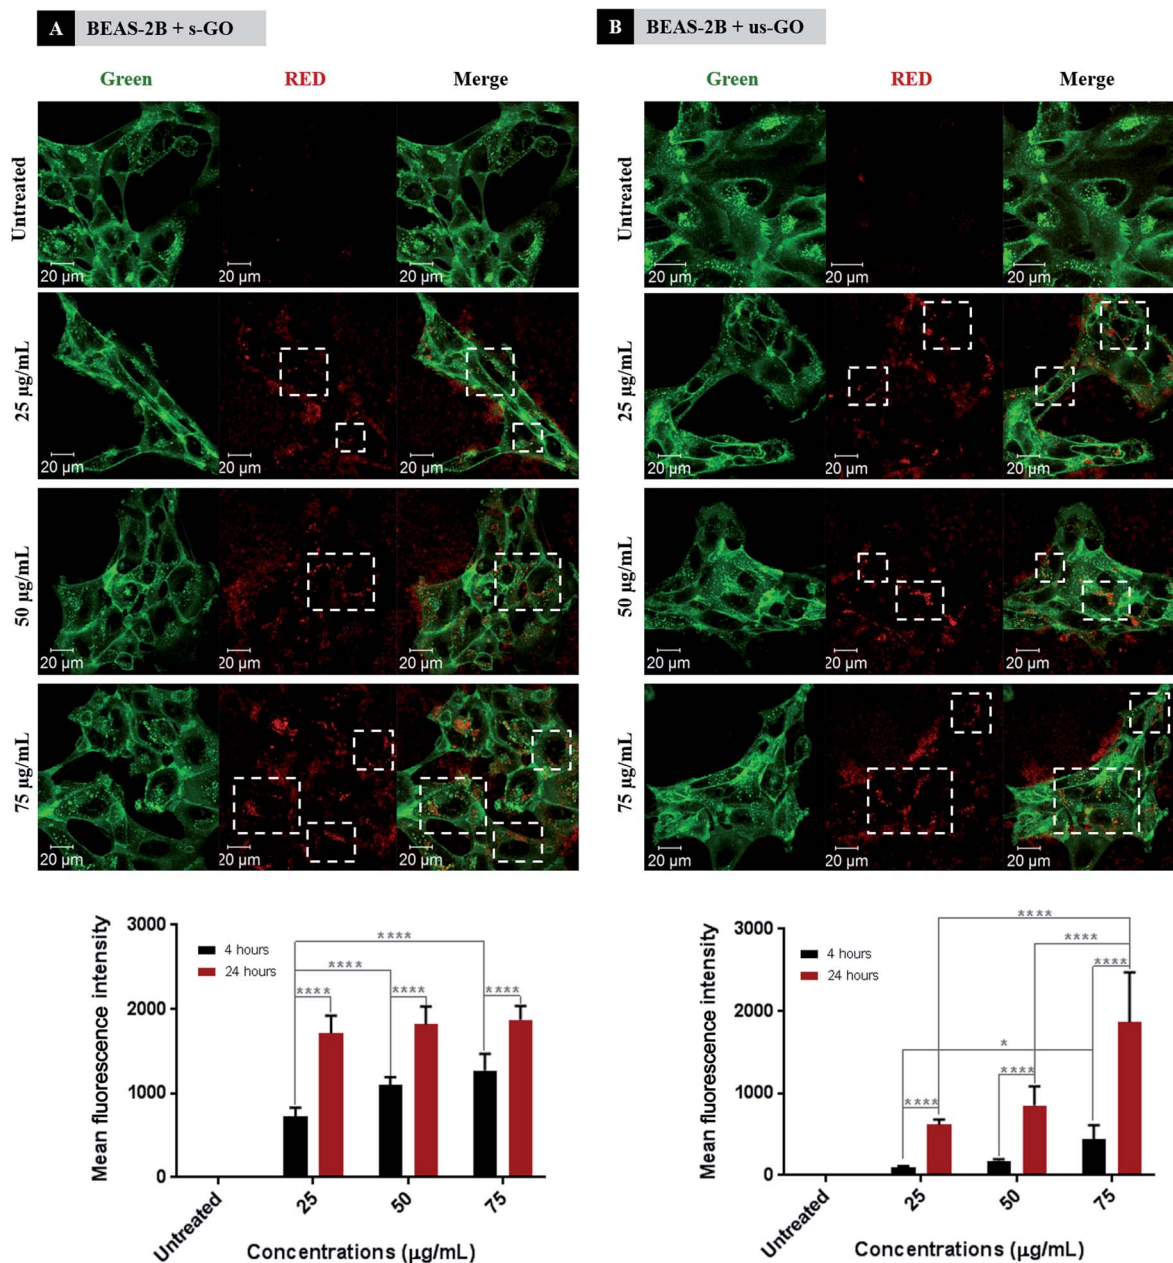 A BEAS-2B + s-GO
Green RED Merge
Untreated
20 µm 20 µm 20 µm
25 µg/mL
20 µm 20 µm 20 µm
50 µg/mL
20 µm 20 µm 20 µm
75 µg/mL
20 µm 20 µm 20 µm
Mean fluorescence intensity
3000
2000
1000
0
4 hours
24 hours
****
****
**** **** ****
Untreated 25 50 75
Concentrations (µg/mL)
B BEAS-2B + us-GO
Green RED Merge
Untreated
20 µm 20 µm 20 µm
25 µg/mL
20 µm 20 µm 20 µm
50 µg/mL
20 µm 20 µm 20 µm
75 µg/mL
20 µm 20 µm 20 µm
Mean fluorescence intensity
3000
2000
1000
0
4 hours
24 hours
****
****
****
*
****
****
Untreated 25 50 75
Concentrations (µg/mL)